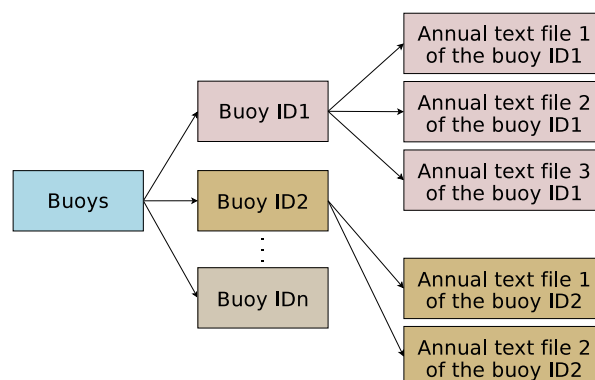 Buoys
Buoy ID1
Buoy ID2
Buoy IDn
Annual text file 1
of the buoy ID1
Annual text file 2
of the buoy ID1
Annual text file 3
of the buoy ID1
Annual text file 1
of the buoy ID2
Annual text file 2
of the buoy ID2